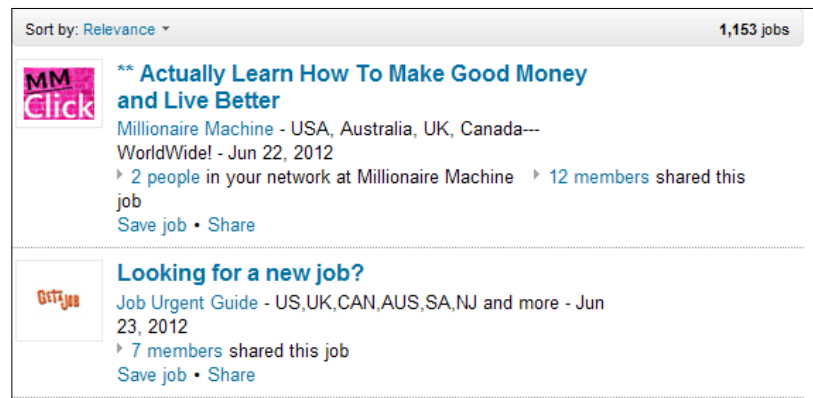 Sort by: Relevance 1,153 jobs
MM
Click
** Actually Learn How To Make Good Money
and Live Better
Millionaire Machine - USA, Australia, UK, Canada---
WorldWide! - Jun 22, 2012
2 people in your network at Millionaire Machine 12 members shared this
job
Save job • Share
GETAJOB
Looking for a new job?
Job Urgent Guide - US,UK,CAN,AUS,SA,NJ and more - Jun
23, 2012
7 members shared this job
Save job • Share